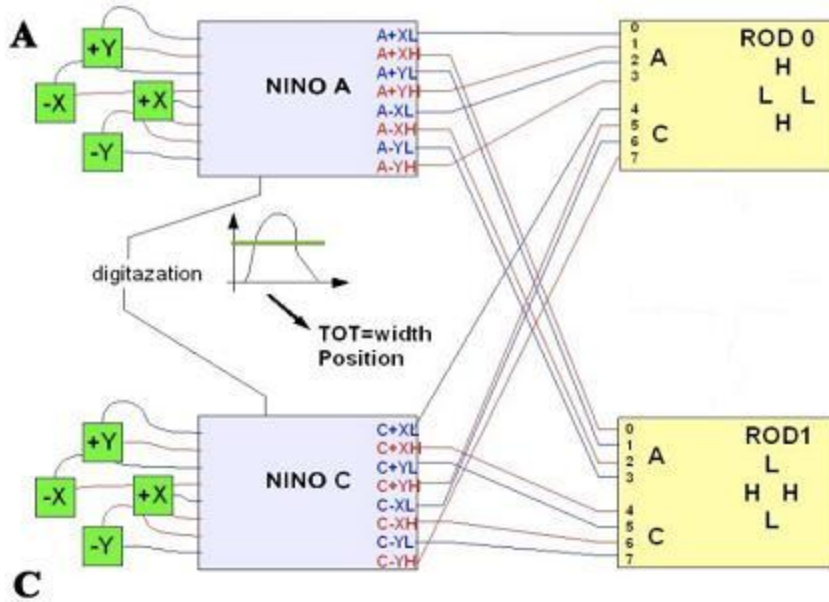 A
+Y
-X
+X
-Y
NINO A
A+XL
A+XH
A+YL
A+YH
A-XL
A-XH
A-YL
A-YH
0
1
2
3
4
5
6
7
A
C
ROD 0
H
L L
H
digitazation
TOT=width
Position
+Y
-X
+X
-Y
C
NINO C
C+XL
C+XH
C+YL
C+YH
C-XL
C-XH
C-YL
C-YH
0
1
2
3
4
5
6
7
A
C
ROD1
L
H H
L